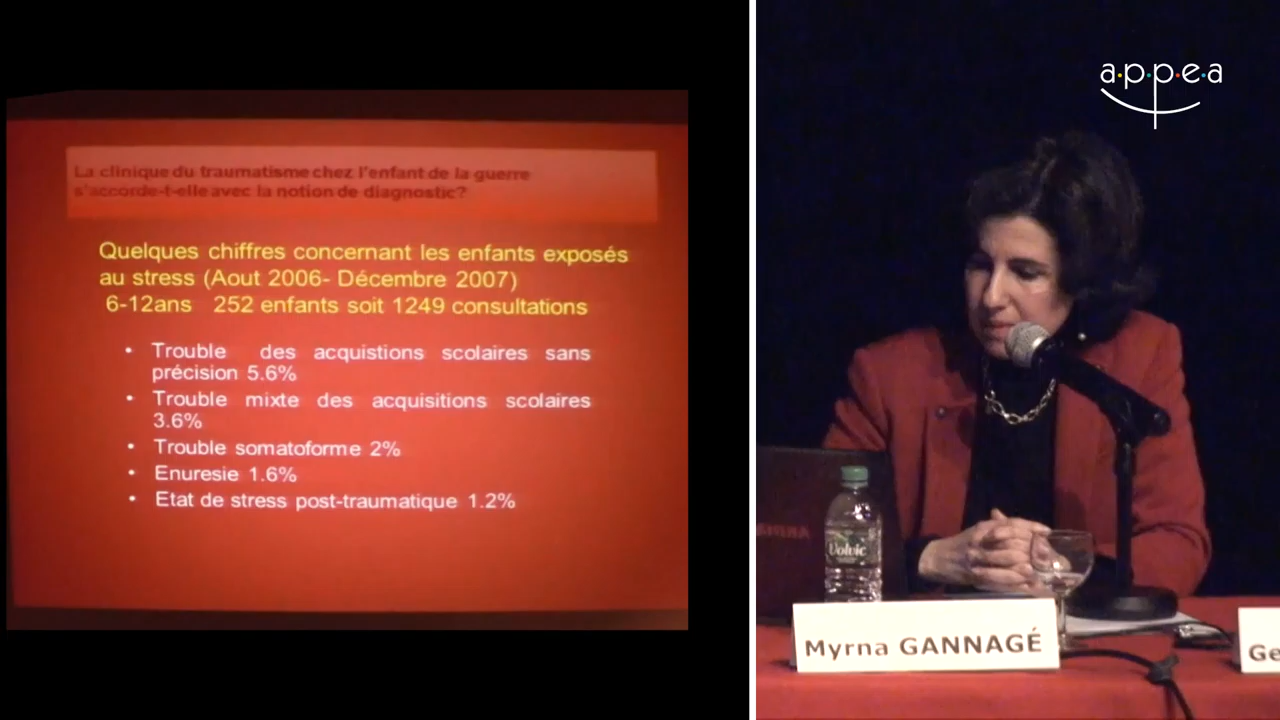 La clinique du traumatisme chez l'enfant de la guerre
s'accorde-t-elle avec la notion de diagnostic?
Quelques chiffres concernant les enfants exposés
au stress (Aout 2006- Décembre 2007)
6-12ans 252 enfants soit 1249 consultations
• Trouble des acquistions scolaires sans
précision 5.6%
• Trouble mixte des acquisitions scolaires
3.6%
• Trouble somatoforme 2%
• Enuresie 1.6%
• Etat de stress post-traumatique 1.2%
a·p·p·e·a
Volvic
Myrna GANNAGÉ
Ge